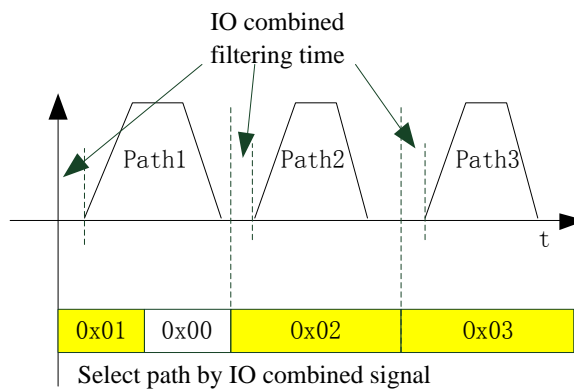 IO combined
filtering time
Path1
Path2
Path3
t
0x01
0x00
0x02
0x03
Select path by IO combined signal